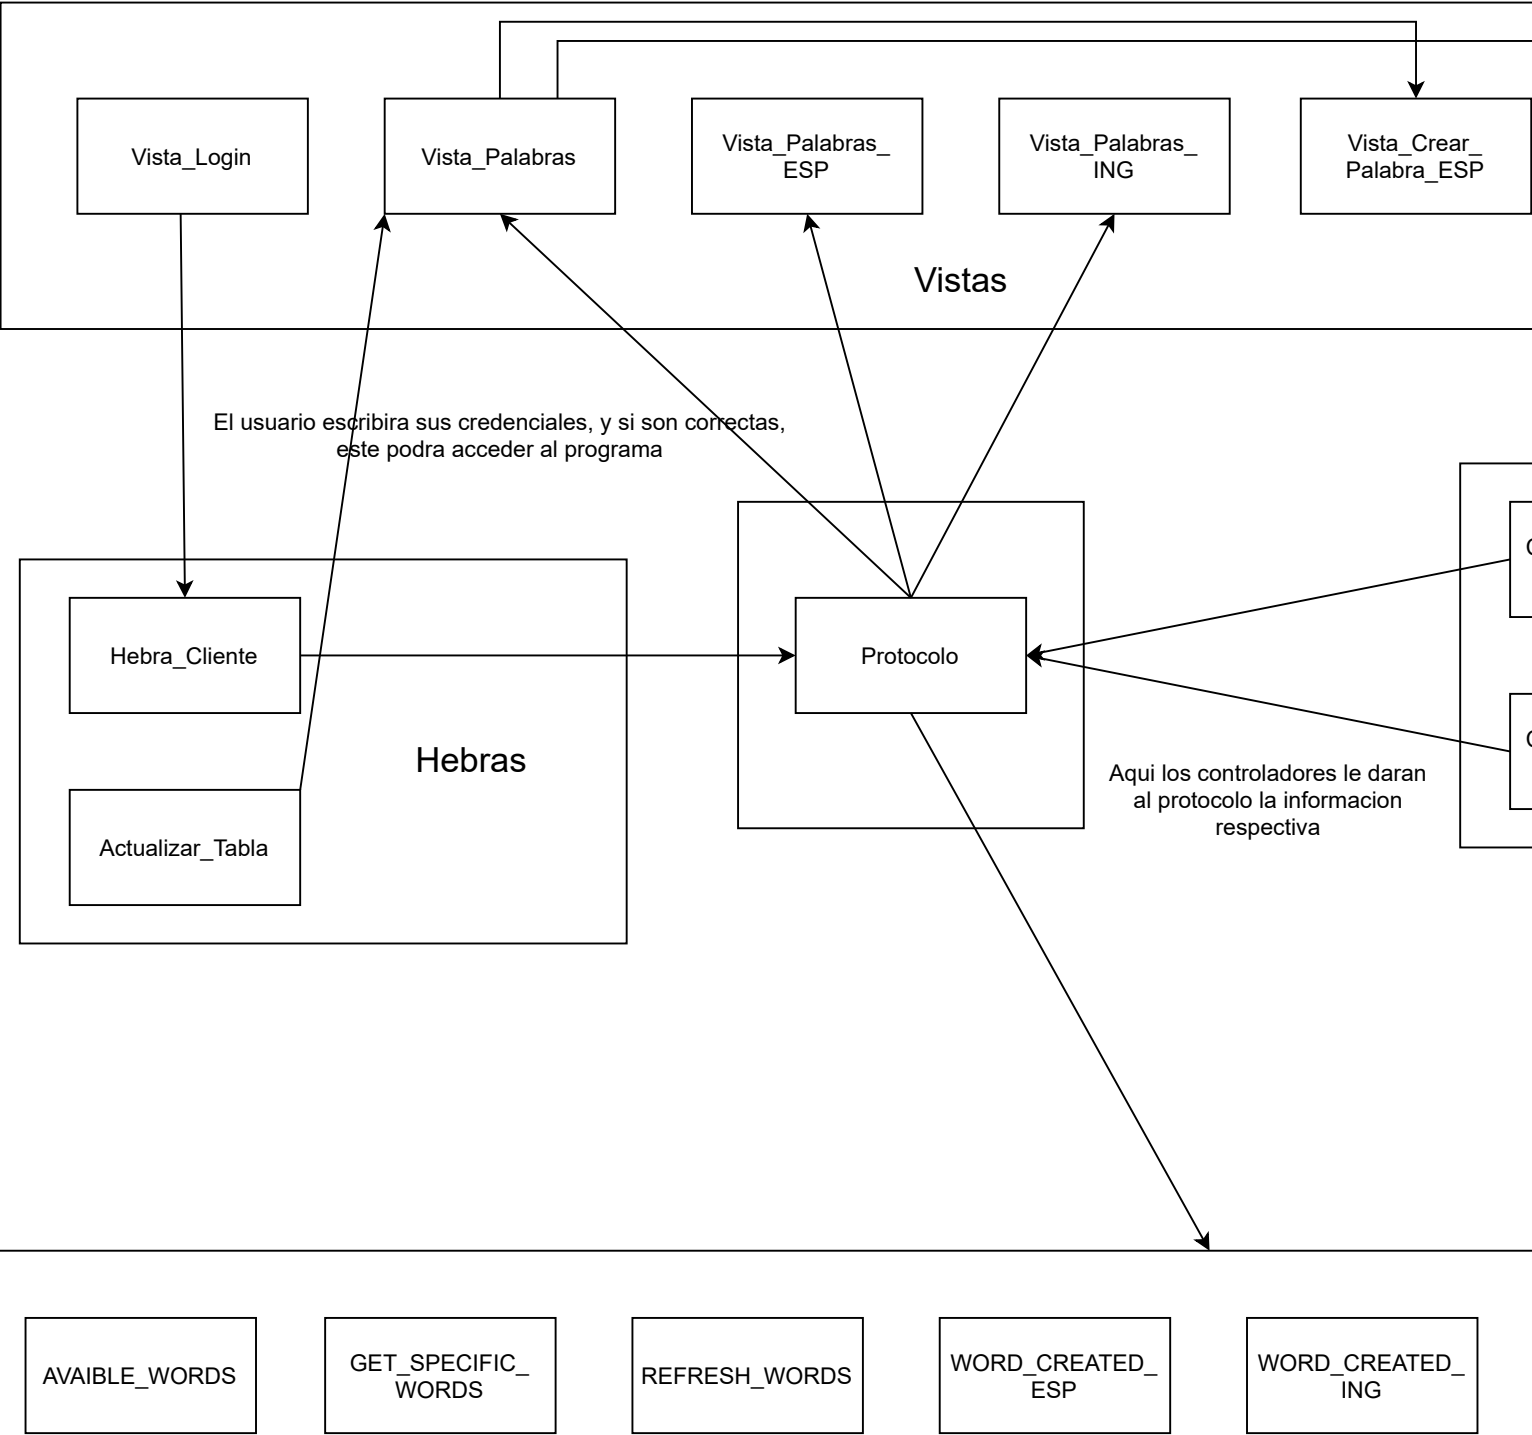 Vista_Login
Vista_Palabras
Vista_Palabras_
ESP
Vista_Palabras_
ING
Vista_Crear_
Palabra_ESP
Vistas
El usuario escribira sus credenciales, y si son correctas,
este podra acceder al programa
Hebra_Cliente
Protocolo
Hebras
Actualizar_Tabla
Aqui los controladores le daran
al protocolo la informacion
respectiva
AVAIBLE_WORDS
GET_SPECIFIC_
WORDS
REFRESH_WORDS
WORD_CREATED_
ESP
WORD_CREATED_
ING